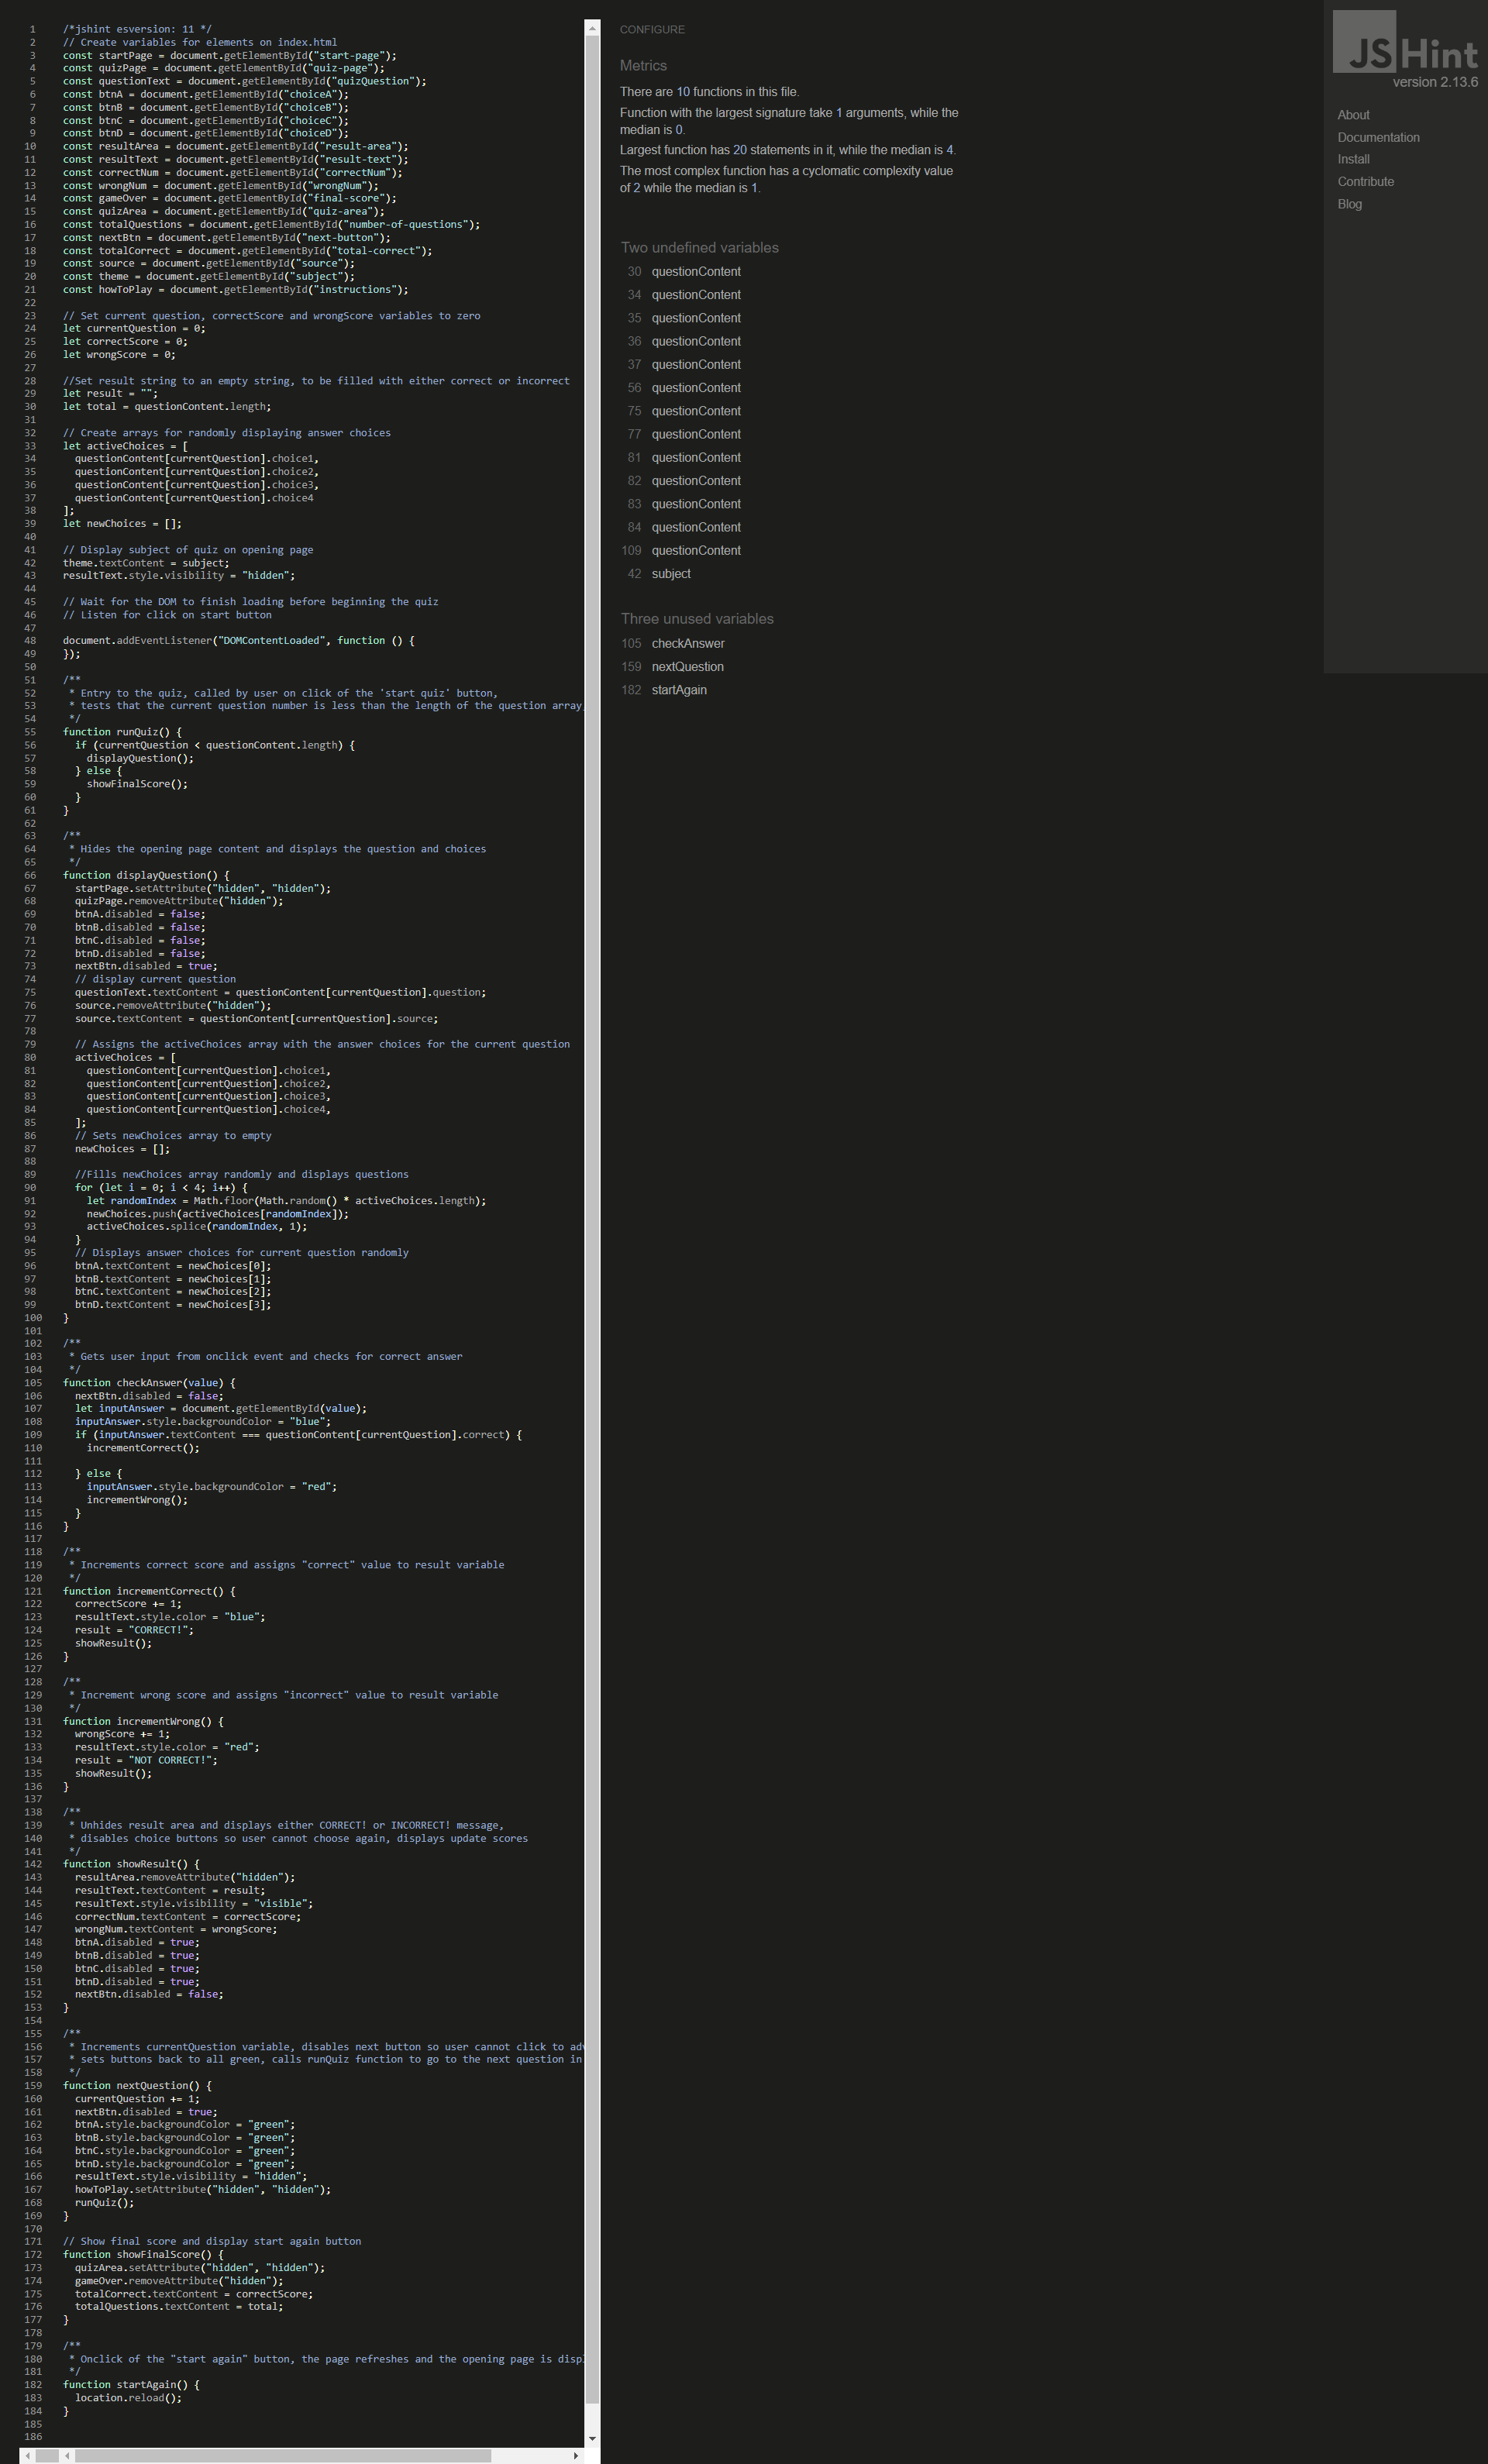 1 /*jshint esversion: 11 */
2 // Create variables for elements on index.html
3 const startPage = document.getElementById("start-page");
4 const quizPage = document.getElementById("quiz-page");
5 const questionText = document.getElementById("quizQuestion");
6 const btnA = document.getElementById("choiceA");
7 const btnB = document.getElementById("choiceB");
8 const btnC = document.getElementById("choiceC");
9 const btnD = document.getElementById("choiceD");
10 const resultArea = document.getElementById("result-area");
11 const resultText = document.getElementById("result-text");
12 const correctNum = document.getElementById("correctNum");
13 const wrongNum = document.getElementById("wrongNum");
14 const gameOver = document.getElementById("final-score");
15 const quizArea = document.getElementById("quiz-area");
16 const totalQuestions = document.getElementById("number-of-questions");
17 const nextBtn = document.getElementById("next-button");
18 const totalCorrect = document.getElementById("total-correct");
19 const source = document.getElementById("source");
20 const theme = document.getElementById("subject");
21 const howToPlay = document.getElementById("instructions");
22
23 // Set current question, correctScore and wrongScore variables to zero
24 let currentQuestion = 0;
25 let correctScore = 0;
26 let wrongScore = 0;
27
28 //Set result string to an empty string, to be filled with either correct or incorrect
29 let result = "";
30 let total = questionContent.length;
31
32 // Create arrays for randomly displaying answer choices
33 let activeChoices = [
34 questionContent[currentQuestion].choice1,
35 questionContent[currentQuestion].choice2,
36 questionContent[currentQuestion].choice3,
37 questionContent[currentQuestion].choice4
38 ];
39 let newChoices = [];
40
41 // Display subject of quiz on opening page
42 theme.textContent = subject;
43 resultText.style.visibility = "hidden";
44
45 // Wait for the DOM to finish loading before beginning the quiz
46 // Listen for click on start button
47
48 document.addEventListener("DOMContentLoaded", function () {
49 });
50
51 /**
52 * Entry to the quiz, called by user on click of the 'start quiz' button,
53 * tests that the current question number is less than the length of the question array,
54 */
55 function runQuiz() {
56 if (currentQuestion < questionContent.length) {
57 displayQuestion();
58 } else {
59 showFinalScore();
60 }
61 }
62
63 /**
64 * Hides the opening page content and displays the question and choices
65 */
66 function displayQuestion() {
67 startPage.setAttribute("hidden", "hidden");
68 quizPage.removeAttribute("hidden");
69 btnA.disabled = false;
70 btnB.disabled = false;
71 btnC.disabled = false;
72 btnD.disabled = false;
73 nextBtn.disabled = true;
74 // display current question
75 questionText.textContent = questionContent[currentQuestion].question;
76 source.removeAttribute("hidden");
77 source.textContent = questionContent[currentQuestion].source;
78
79 // Assigns the activeChoices array with the answer choices for the current question
80 activeChoices = [
81 questionContent[currentQuestion].choice1,
82 questionContent[currentQuestion].choice2,
83 questionContent[currentQuestion].choice3,
84 questionContent[currentQuestion].choice4,
85 ];
86 // Sets newChoices array to empty
87 newChoices = [];
88
89 //Fills newChoices array randomly and displays questions
90 for (let i = 0; i < 4; i++) {
91 let randomIndex = Math.floor(Math.random() * activeChoices.length);
92 newChoices.push(activeChoices[randomIndex]);
93 activeChoices.splice(randomIndex, 1);
94 }
95 // Displays answer choices for current question randomly
96 btnA.textContent = newChoices[0];
97 btnB.textContent = newChoices[1];
98 btnC.textContent = newChoices[2];
99 btnD.textContent = newChoices[3];
100 }
101
102 /**
103 * Gets user input from onclick event and checks for correct answer
104 */
105 function checkAnswer(value) {
106 nextBtn.disabled = false;
107 let inputAnswer = document.getElementById(value);
108 inputAnswer.style.backgroundColor = "blue";
109 if (inputAnswer.textContent === questionContent[currentQuestion].correct) {
110 incrementCorrect();
111
112 } else {
113 inputAnswer.style.backgroundColor = "red";
114 incrementWrong();
115 }
116 }
117
118 /**
119 * Increments correct score and assigns "correct" value to result variable
120 */
121 function incrementCorrect() {
122 correctScore += 1;
123 resultText.style.color = "blue";
124 result = "CORRECT!";
125 showResult();
126 }
127
128 /**
129 * Increment wrong score and assigns "incorrect" value to result variable
130 */
131 function incrementWrong() {
132 wrongScore += 1;
133 resultText.style.color = "red";
134 result = "NOT CORRECT!";
135 showResult();
136 }
137
138 /**
139 * Unhides result area and displays either CORRECT! or INCORRECT! message,
140 * disables choice buttons so user cannot choose again, displays update scores
141 */
142 function showResult() {
143 resultArea.removeAttribute("hidden");
144 resultText.textContent = result;
145 resultText.style.visibility = "visible";
146 correctNum.textContent = correctScore;
147 wrongNum.textContent = wrongScore;
148 btnA.disabled = true;
149 btnB.disabled = true;
150 btnC.disabled = true;
151 btnD.disabled = true;
152 nextBtn.disabled = false;
153 }
154
155 /**
156 * Increments currentQuestion variable, disables next button so user cannot click to adv
157 * sets buttons back to all green, calls runQuiz function to go to the next question in
158 */
159 function nextQuestion() {
160 currentQuestion += 1;
161 nextBtn.disabled = true;
162 btnA.style.backgroundColor = "green";
163 btnB.style.backgroundColor = "green";
164 btnC.style.backgroundColor = "green";
165 btnD.style.backgroundColor = "green";
166 resultText.style.visibility = "hidden";
167 howToPlay.setAttribute("hidden", "hidden");
168 runQuiz();
169 }
170
171 // Show final score and display start again button
172 function showFinalScore() {
173 quizArea.setAttribute("hidden", "hidden");
174 gameOver.removeAttribute("hidden");
175 totalCorrect.textContent = correctScore;
176 totalQuestions.textContent = total;
177 }
178
179 /**
180 * Onclick of the "start again" button, the page refreshes and the opening page is displ
181 */
182 function startAgain() {
183 location.reload();
184 }
185
186
CONFIGURE
Metrics
There are 10 functions in this file.
Function with the largest signature take 1 arguments, while the
median is 0.
Largest function has 20 statements in it, while the median is 4.
The most complex function has a cyclomatic complexity value
of 2 while the median is 1.
Two undefined variables
30 questionContent
34 questionContent
35 questionContent
36 questionContent
37 questionContent
56 questionContent
75 questionContent
77 questionContent
81 questionContent
82 questionContent
83 questionContent
84 questionContent
109 questionContent
42 subject
Three unused variables
105 checkAnswer
159 nextQuestion
182 startAgain
JSHint
version 2.13.6
About
Documentation
Install
Contribute
Blog